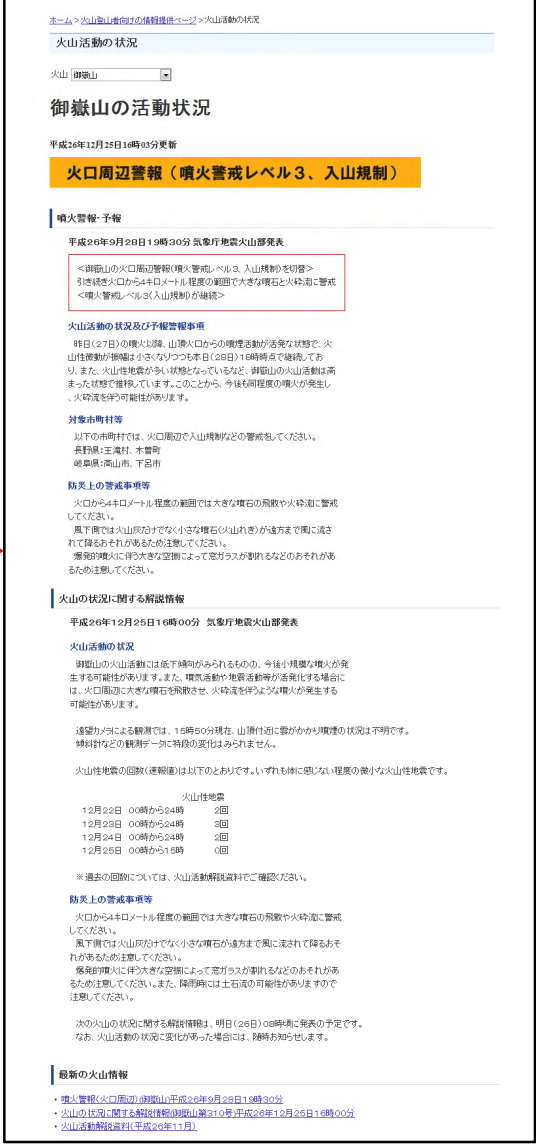 ホーム > 火山登山者向けの情報提供ページ > 火山活動の状況
火山活動の状況
火山 御嶽山
御嶽山の活動状況
平成26年12月25日16時03分更新
火口周辺警報（噴火警戒レベル３、入山規制）
噴火警報・予報
平成２６年９月２８日１９時３０分 気象庁地震火山部発表
＜御嶽山の火口周辺警報(噴火警戒レベル３、入山規制)を切替＞
引き続き火口から４キロメートル程度の範囲で大きな噴石と火砕流に警戒
＜噴火警戒レベル３（入山規制）が継続＞
火山活動の状況及び予報警報事項
昨日（２７日）の噴火以降、山頂火口からの噴煙活動が活発な状態で、火
山性微動が振幅は小さくなりつつも本日（２８日）１８時時点で継続してお
り、また、火山性地震が多い状態となっているなど、御嶽山の火山活動は高
まった状態で推移しています。このことから、今後も同程度の噴火が発生し
、火砕流を伴う可能性があります。
対象市町村等
以下の市町村では、火口周辺で入山規制などの警戒をしてください。
長野県：王滝村、木曽町
岐阜県：高山市、下呂市
防災上の警戒事項等
火口から４キロメートル程度の範囲では大きな噴石の飛散や火砕流に警戒
してください。
風下側では火山灰だけでなく小さな噴石（火山れき）が遠方まで風に流さ
れて降るおそれがあるため注意してください。
爆発的噴火に伴う大きな空振によって窓ガラスが割れるなどのおそれがあ
るため注意してください。
火山の状況に関する解説情報
平成２６年１２月２５日１６時００分 気象庁地震火山部発表
火山活動の状況
御嶽山の火山活動には低下傾向がみられるものの、今後小規模な噴火が発
生する可能性があります。また、噴気活動や地震活動等が活発化する場合に
は、火口周辺に大きな噴石を飛散させ、火砕流を伴うような噴火が発生する
可能性があります。
遠望カメラによる観測では、１５時５０分現在、山頂付近に雲がかかり噴煙の状況は不明です。
傾斜計などの観測データに特段の変化はみられません。
火山性地震の回数（速報値）は以下のとおりです。いずれも体に感じない程度の微小な火山性地震です。
火山性地震
１２月２２日 ００時から２４時 ２回
１２月２３日 ００時から２４時 ３回
１２月２４日 ００時から２４時 ２回
１２月２５日 ００時から１５時 ０回
※過去の回数については、火山活動解説資料でご確認ください。
防災上の警戒事項等
火口から４キロメートル程度の範囲では大きな噴石の飛散や火砕流に警戒
してください。
風下側では火山灰だけでなく小さな噴石が遠方まで風に流されて降るおそ
れがあるため注意してください。
爆発的噴火に伴う大きな空振によって窓ガラスが割れるなどのおそれがあ
るため注意してください。また、降雨時には土石流の可能性がありますので
注意してください。
次の火山の状況に関する解説情報は、明日（２６日）０８時頃に発表の予定です。
なお、火山活動の状況に変化があった場合には、随時お知らせします。
最新の火山情報
・噴火警報(火口周辺)(御嶽山)平成２６年９月２８日１９時３０分
・火山の状況に関する解説情報(御嶽山第３１０号)平成２６年１２月２５日１６時００分
・火山活動解説資料(平成２６年１１月)